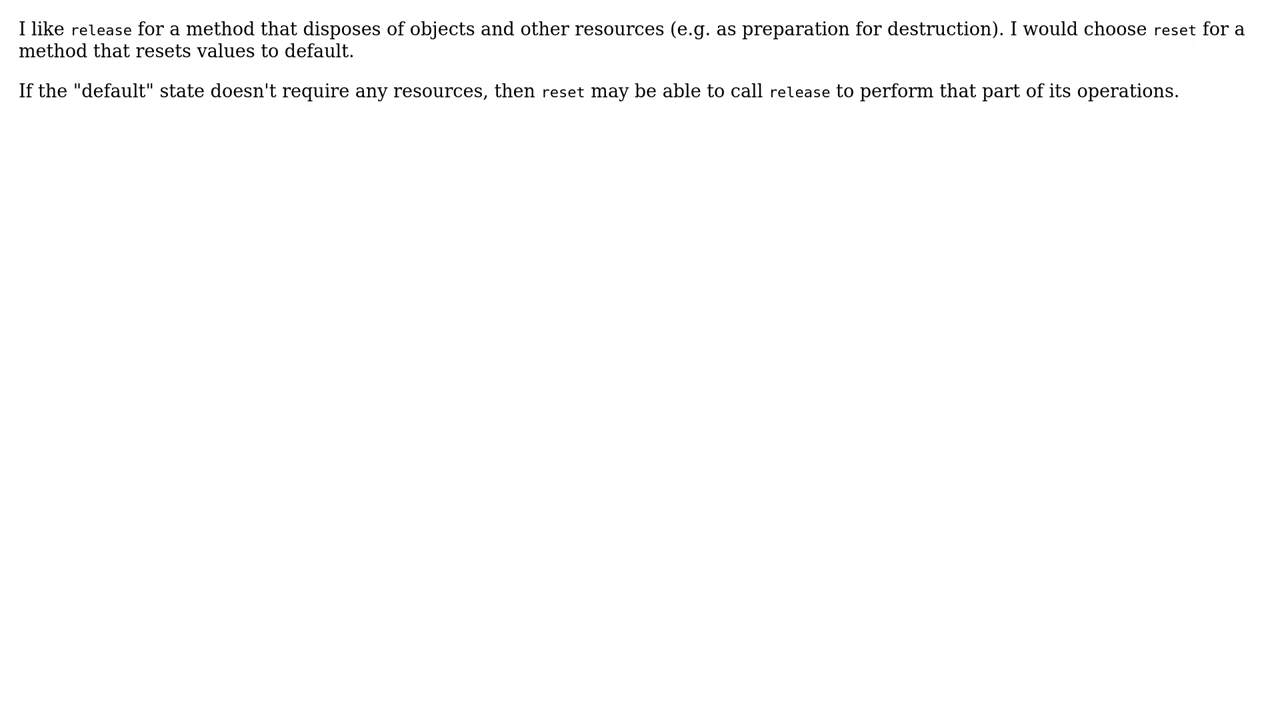 I like release for a method that disposes of objects and other resources (e.g. as preparation for destruction). I would choose reset for a
method that resets values to default.
If the "default" state doesn't require any resources, then reset may be able to call release to perform that part of its operations.